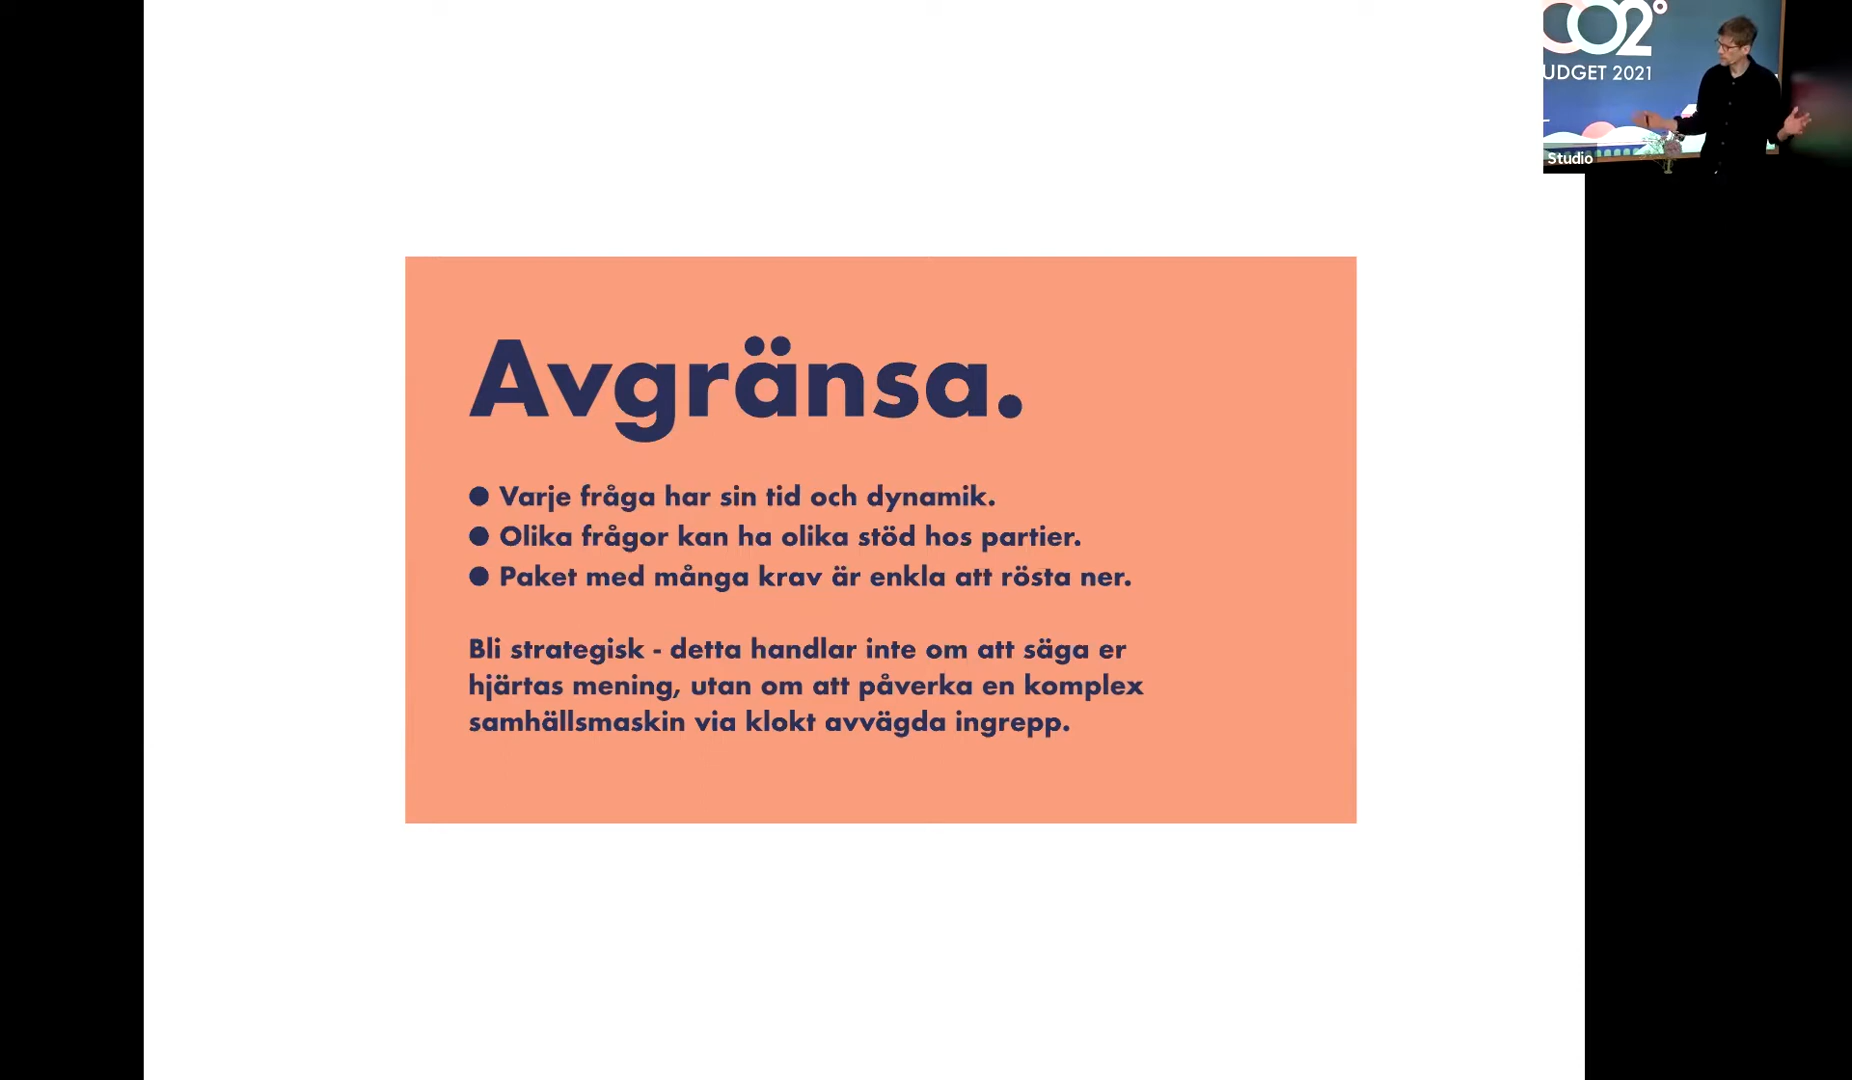 CO2°
UDGET 2021
Studio
Avgränsa.
● Varje fråga har sin tid och dynamik.
● Olika frågor kan ha olika stöd hos partier.
● Paket med många krav är enkla att rösta ner.
Bli strategisk - detta handlar inte om att säga er
hjärtas mening, utan om att påverka en komplex
samhällsmaskin via klokt avvägda ingrepp.